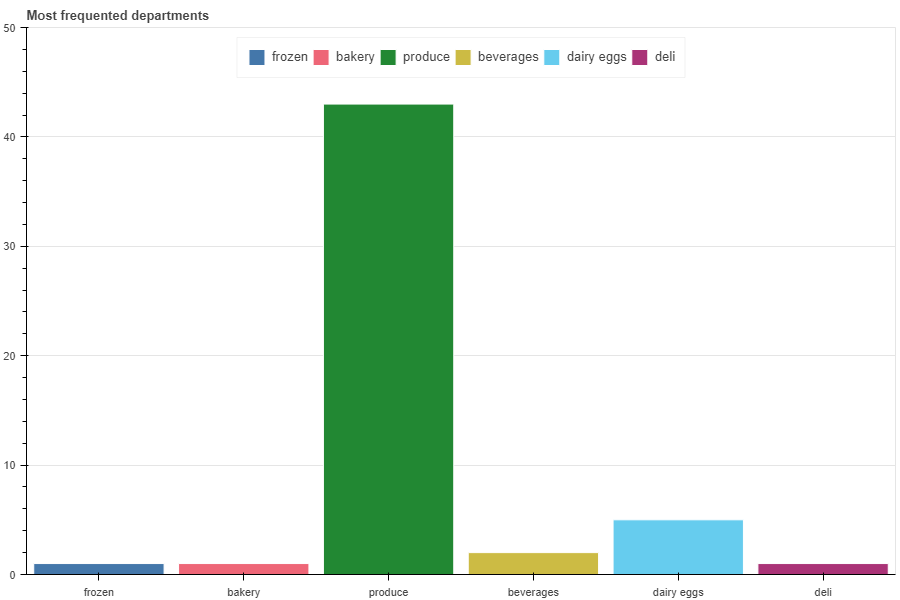 Most frequented departments
50
40
30
20
10
0
frozen bakery produce beverages dairy eggs deli
frozen bakery produce beverages dairy eggs deli